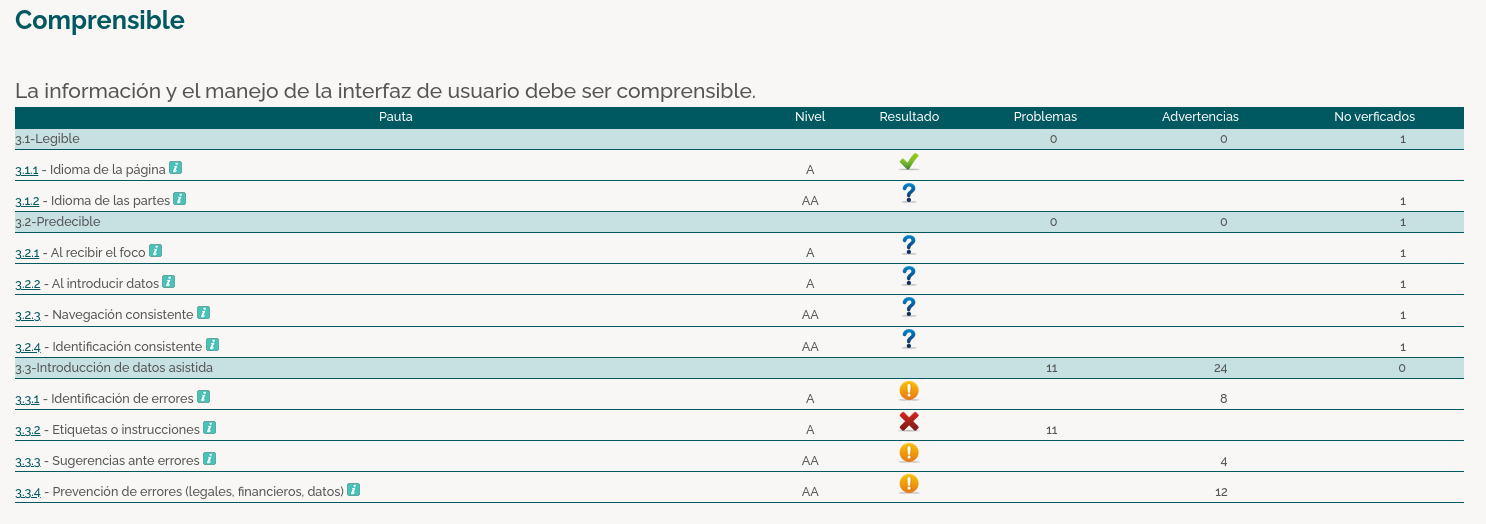 Comprensible
La información y el manejo de la interfaz de usuario debe ser comprensible.
Pauta Nivel Resultado Problemas Advertencias No verficados
3.1-Legible 0 0 1
3.1.1 - Idioma de la página i A
3.1.2 - Idioma de las partes i AA ? 1
3.2-Predecible 0 0 1
3.2.1 - Al recibir el foco i A ? 1
3.2.2 - Al introducir datos i A ? 1
3.2.3 - Navegación consistente i AA ? 1
3.2.4 - Identificación consistente i AA ? 1
3.3-Introducción de datos asistida 11 24 0
3.3.1 - Identificación de errores i A ! 8
3.3.2 - Etiquetas o instrucciones i A 11
3.3.3 - Sugerencias ante errores i AA ! 4
3.3.4 - Prevención de errores (legales, financieros, datos) i AA ! 12